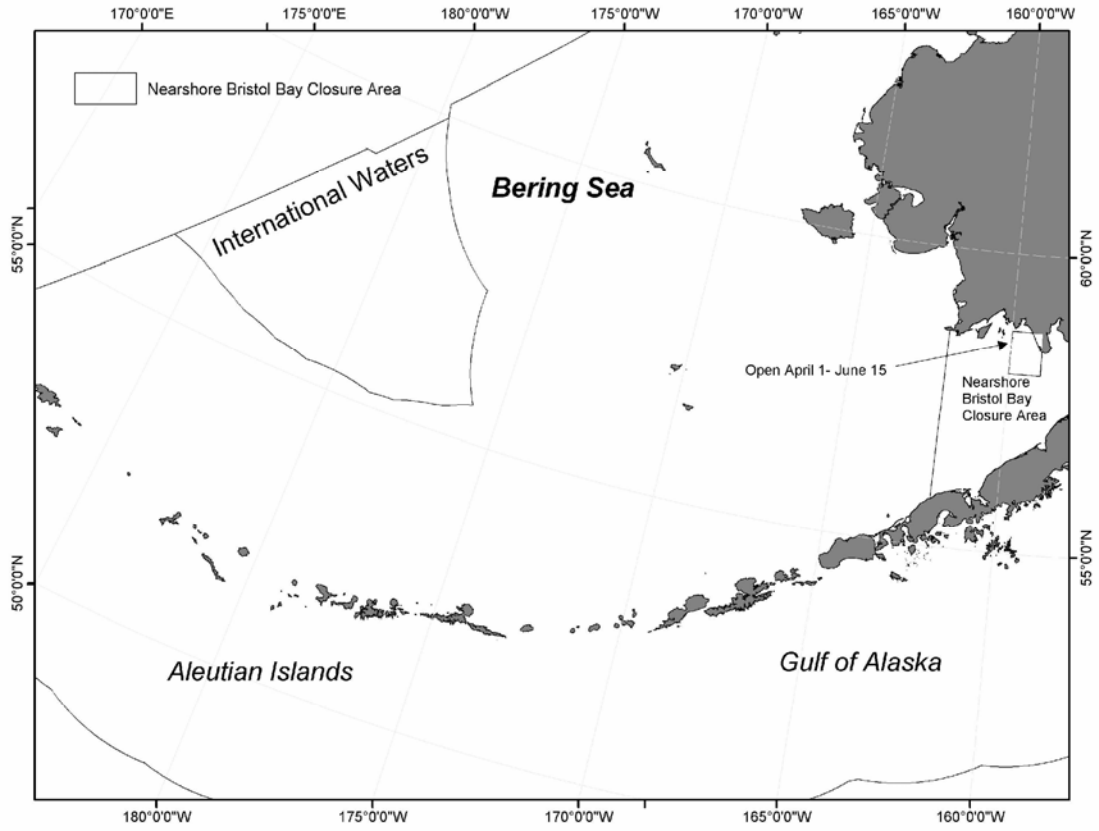 170°0'0"E 175°0'0"E 180°0'0" 175°0'0"W 170°0'0"W 165°0'0"W 160°0'0"W
Nearshore Bristol Bay Closure Area
International Waters
Bering Sea
55°0'0"N
60°0'0"N
Open April 1- June 15
Nearshore
Bristol Bay
Closure Area
50°0'0"N
55°0'0"N
Aleutian Islands
Gulf of Alaska
180°0'0" 175°0'0"W 170°0'0"W 165°0'0"W 160°0'0"W